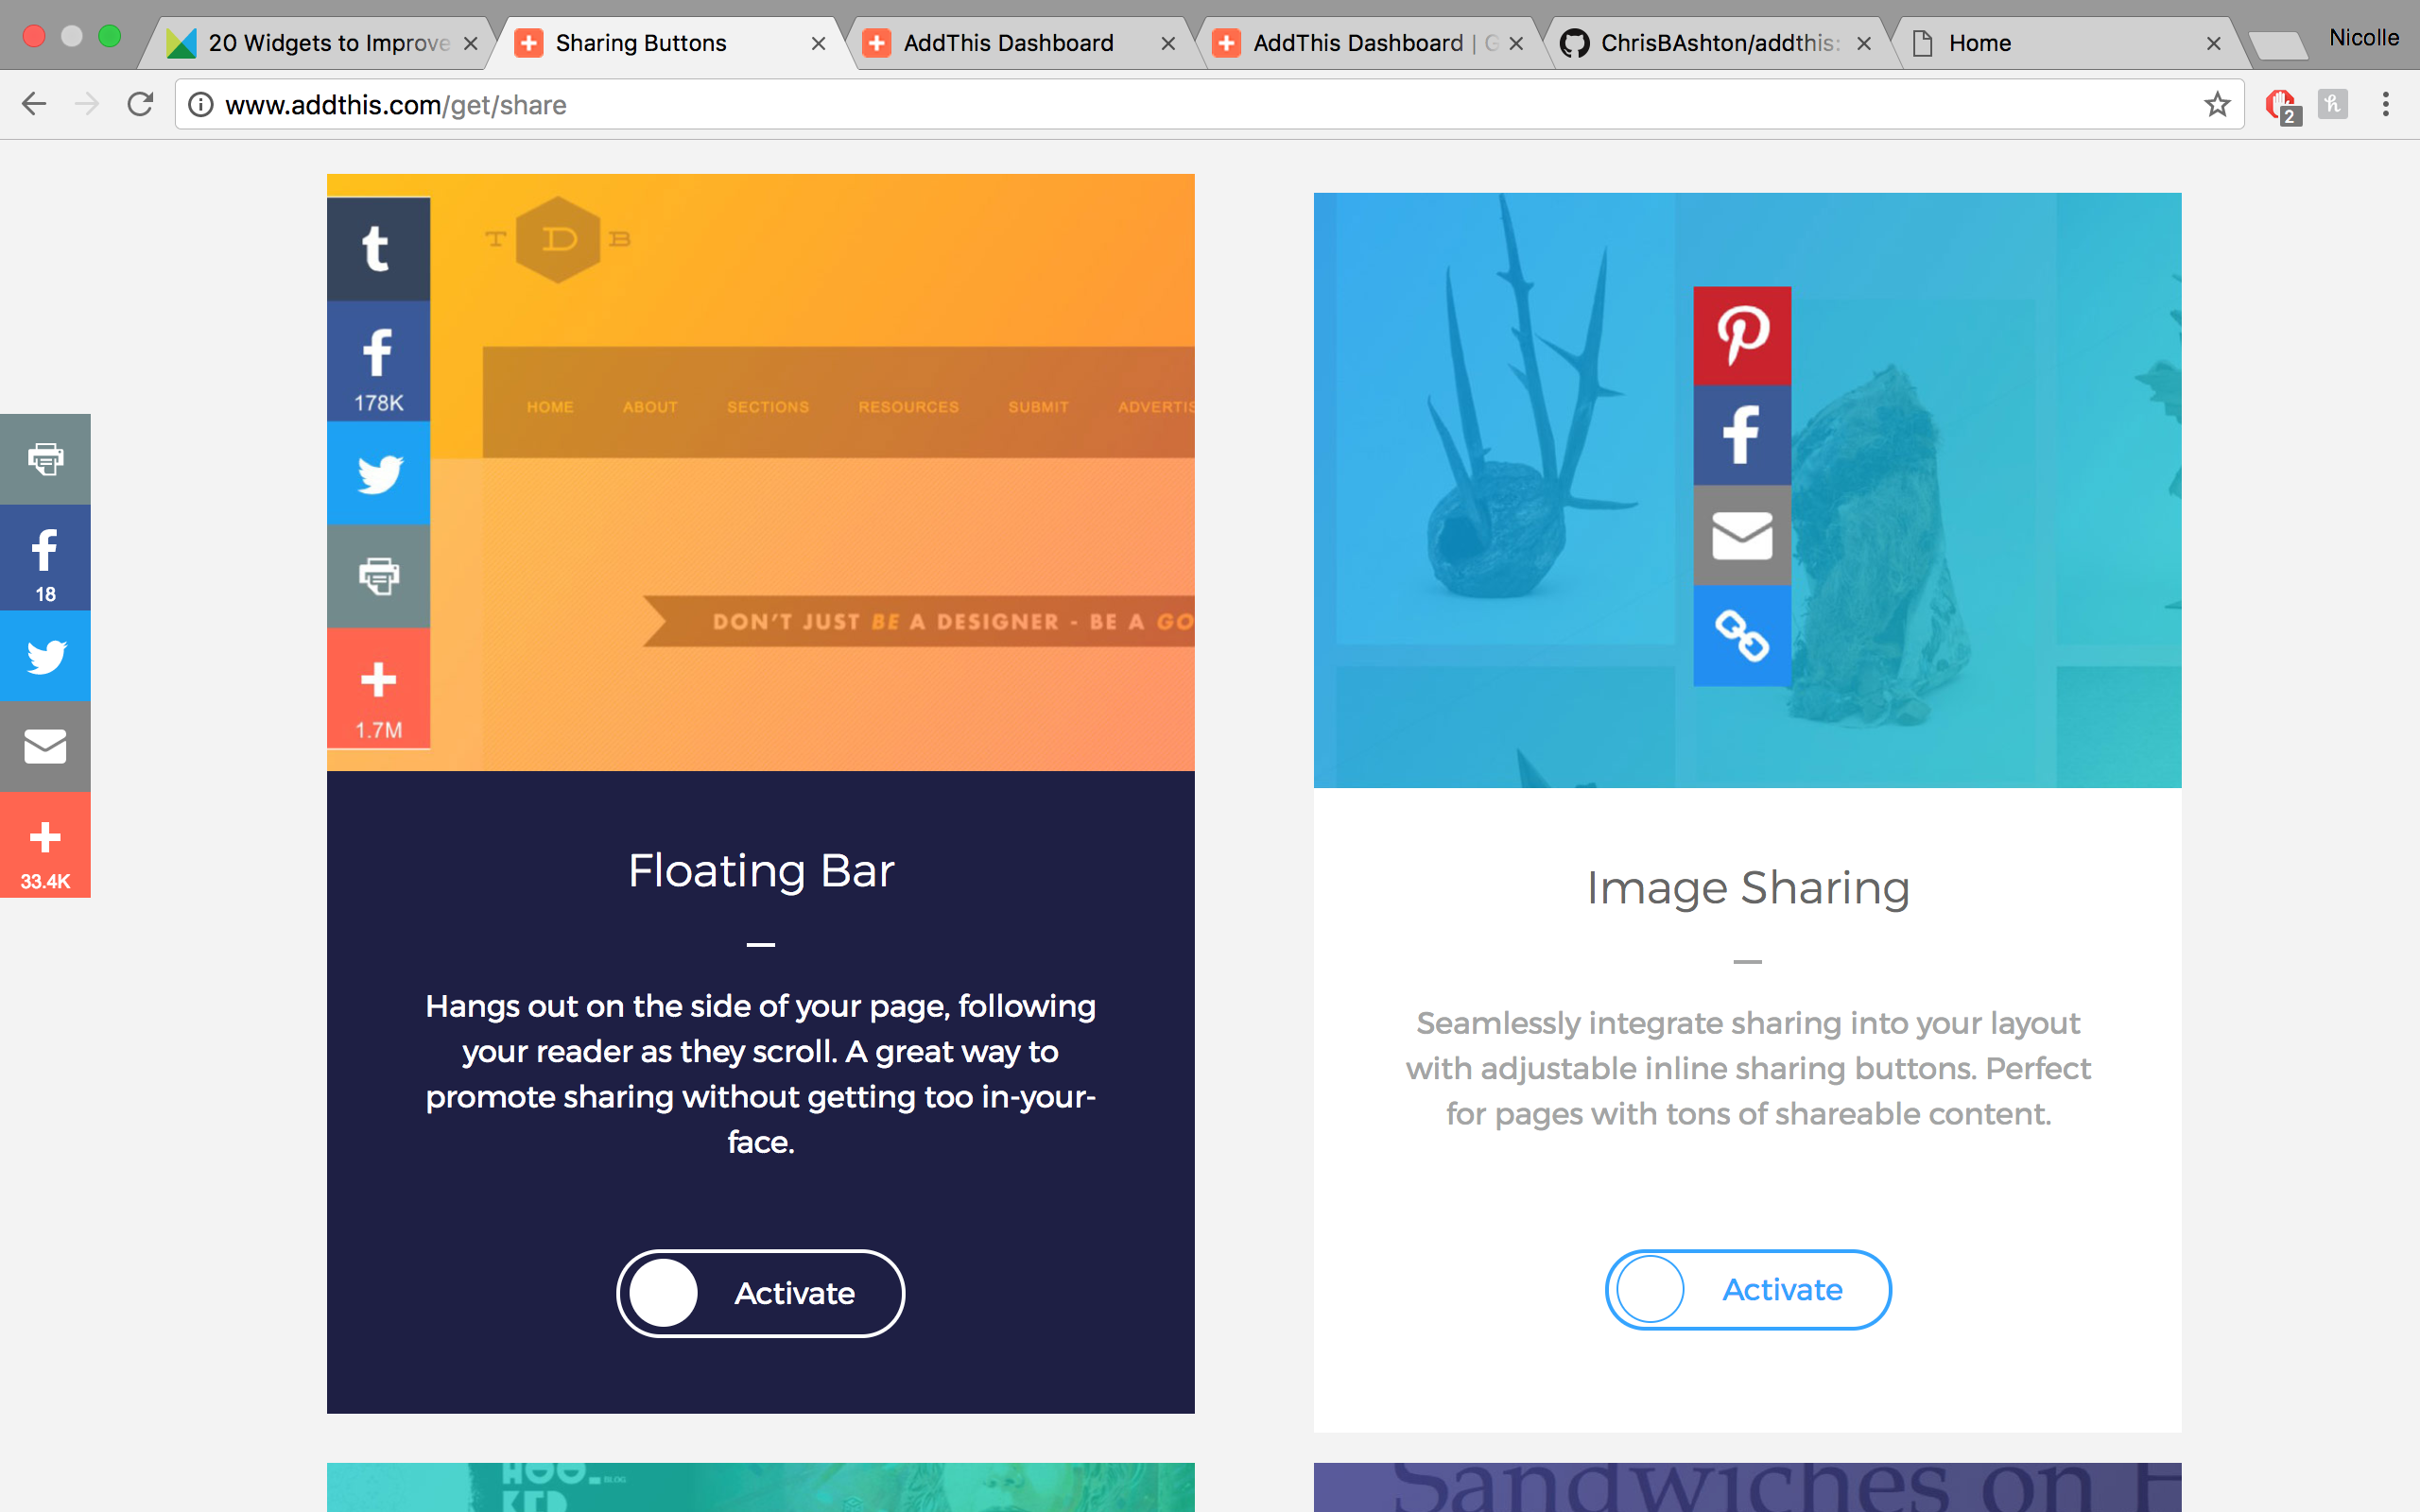 20 Widgets to Improve
Sharing Buttons
AddThis Dashboard
AddThis Dashboard | G
ChrisBAshton/addthis:
Home
Nicolle
www.addthis.com/get/share
2
18
33.4K
T D B
178K
1.7M
HOME ABOUT SECTIONS RESOURCES SUBMIT ADVERTIS
DON'T JUST BE A DESIGNER - BE A GO
Floating Bar
Hangs out on the side of your page, following
your reader as they scroll. A great way to
promote sharing without getting too in-your-
face.
Activate
Image Sharing
Seamlessly integrate sharing into your layout
with adjustable inline sharing buttons. Perfect
for pages with tons of shareable content.
Activate
HOO-
KED
BLOG
Sandwiches on